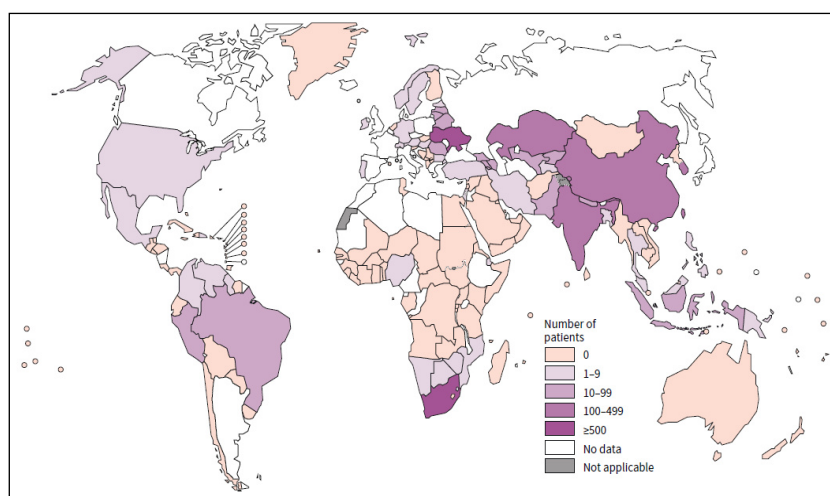 Number of
patients
0
1–9
10–99
100–499
≥500
No data
Not applicable